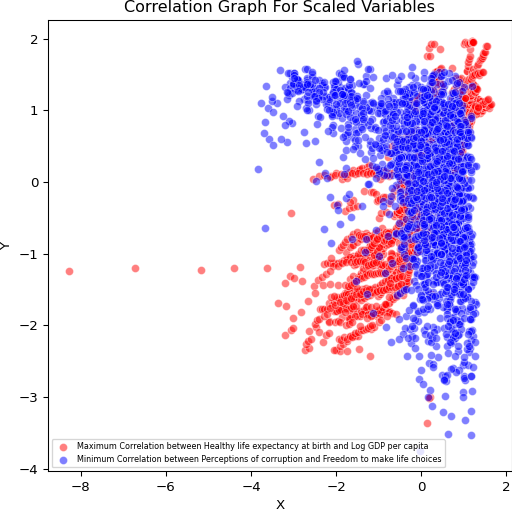 Correlation Graph For Scaled Variables
2
1
0
−1
−2
−3
−4
Y
Maximum Correlation between Healthy life expectancy at birth and Log GDP per capita
Minimum Correlation between Perceptions of corruption and Freedom to make life choices
−8
−6
−4
−2
0
2
X